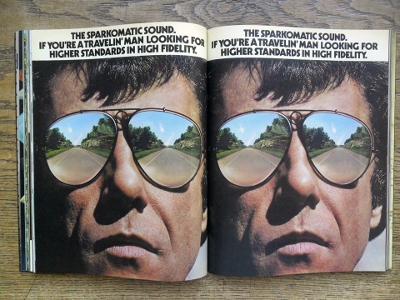 THE SPARKOMATIC SOUND.
IF YOU'RE A TRAVELIN' MAN LOOKING FOR
HIGHER STANDARDS IN HIGH FIDELITY.
THE SPARKOMATIC SOUND.
IF YOU'RE A TRAVELIN' MAN LOOKING FOR
HIGHER STANDARDS IN HIGH FIDELITY.